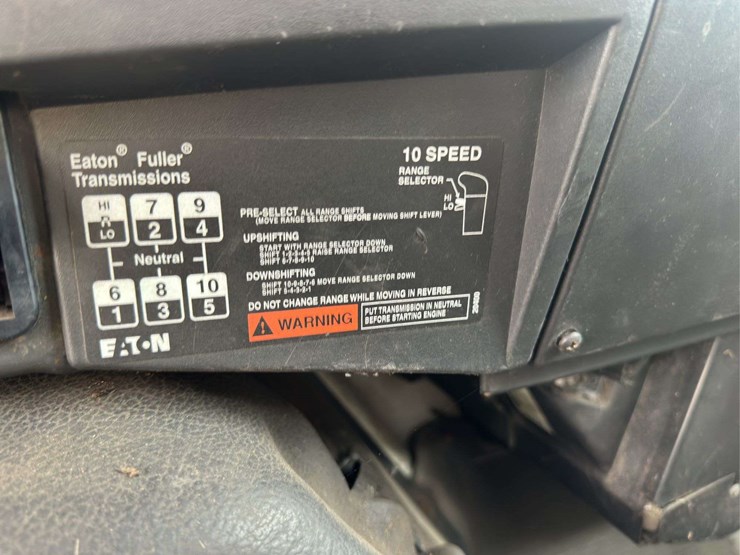 Eaton® Fuller®
Transmissions
10 SPEED
RANGE
SELECTOR
HI
LO
HI
R
LO
7
2
9
4
Neutral
6
1
8
3
10
5
PRE-SELECT ALL RANGE SHIFTS
(MOVE RANGE SELECTOR BEFORE MOVING SHIFT LEVER)
UPSHIFTING
START WITH RANGE SELECTOR DOWN
SHIFT 1-2-3-4-5 RAISE RANGE SELECTOR
SHIFT 6-7-8-9-10
DOWNSHIFTING
SHIFT 10-9-8-7-6 MOVE RANGE SELECTOR DOWN
SHIFT 5-4-3-2-1
DO NOT CHANGE RANGE WHILE MOVING IN REVERSE
WARNING
PUT TRANSMISSION IN NEUTRAL
BEFORE STARTING ENGINE
EATON